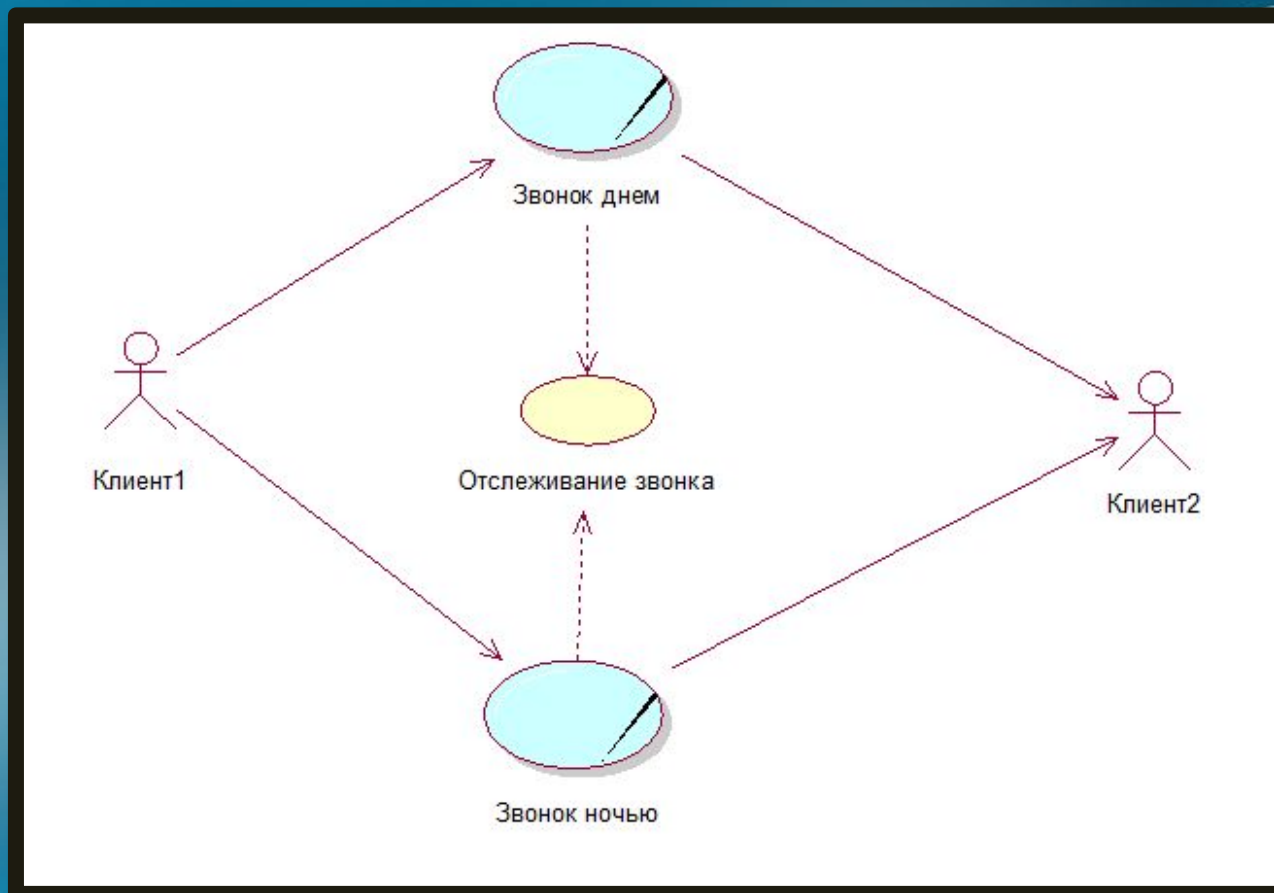 Звонок днем
Клиент1
Отслеживание звонка
Клиент2
Звонок ночью